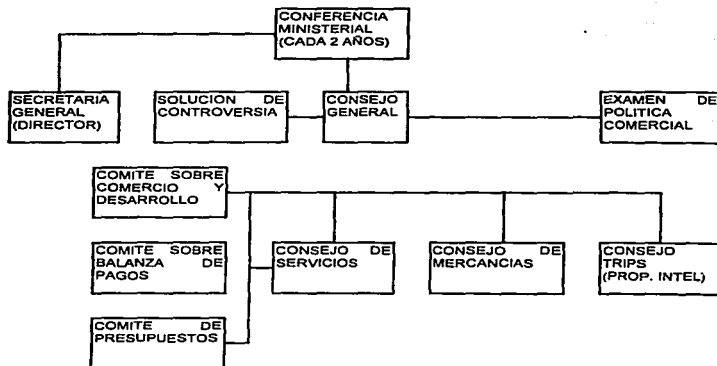 CONFERENCIA
MINISTERIAL
(CADA 2 AÑOS)
SECRETARIA
GENERAL
(DIRECTOR)
SOLUCION DE
CONTROVERSIA
CONSEJO
GENERAL
EXAMEN DE
POLITICA
COMERCIAL
COMITE SOBRE
COMERCIO Y
DESARROLLO
COMITE SOBRE
BALANZA DE
PAGOS
CONSEJO DE
SERVICIOS
CONSEJO DE
MERCANCIAS
CONSEJO
TRIPS
(PROP. INTEL)
COMITE DE
PRESUPUESTOS